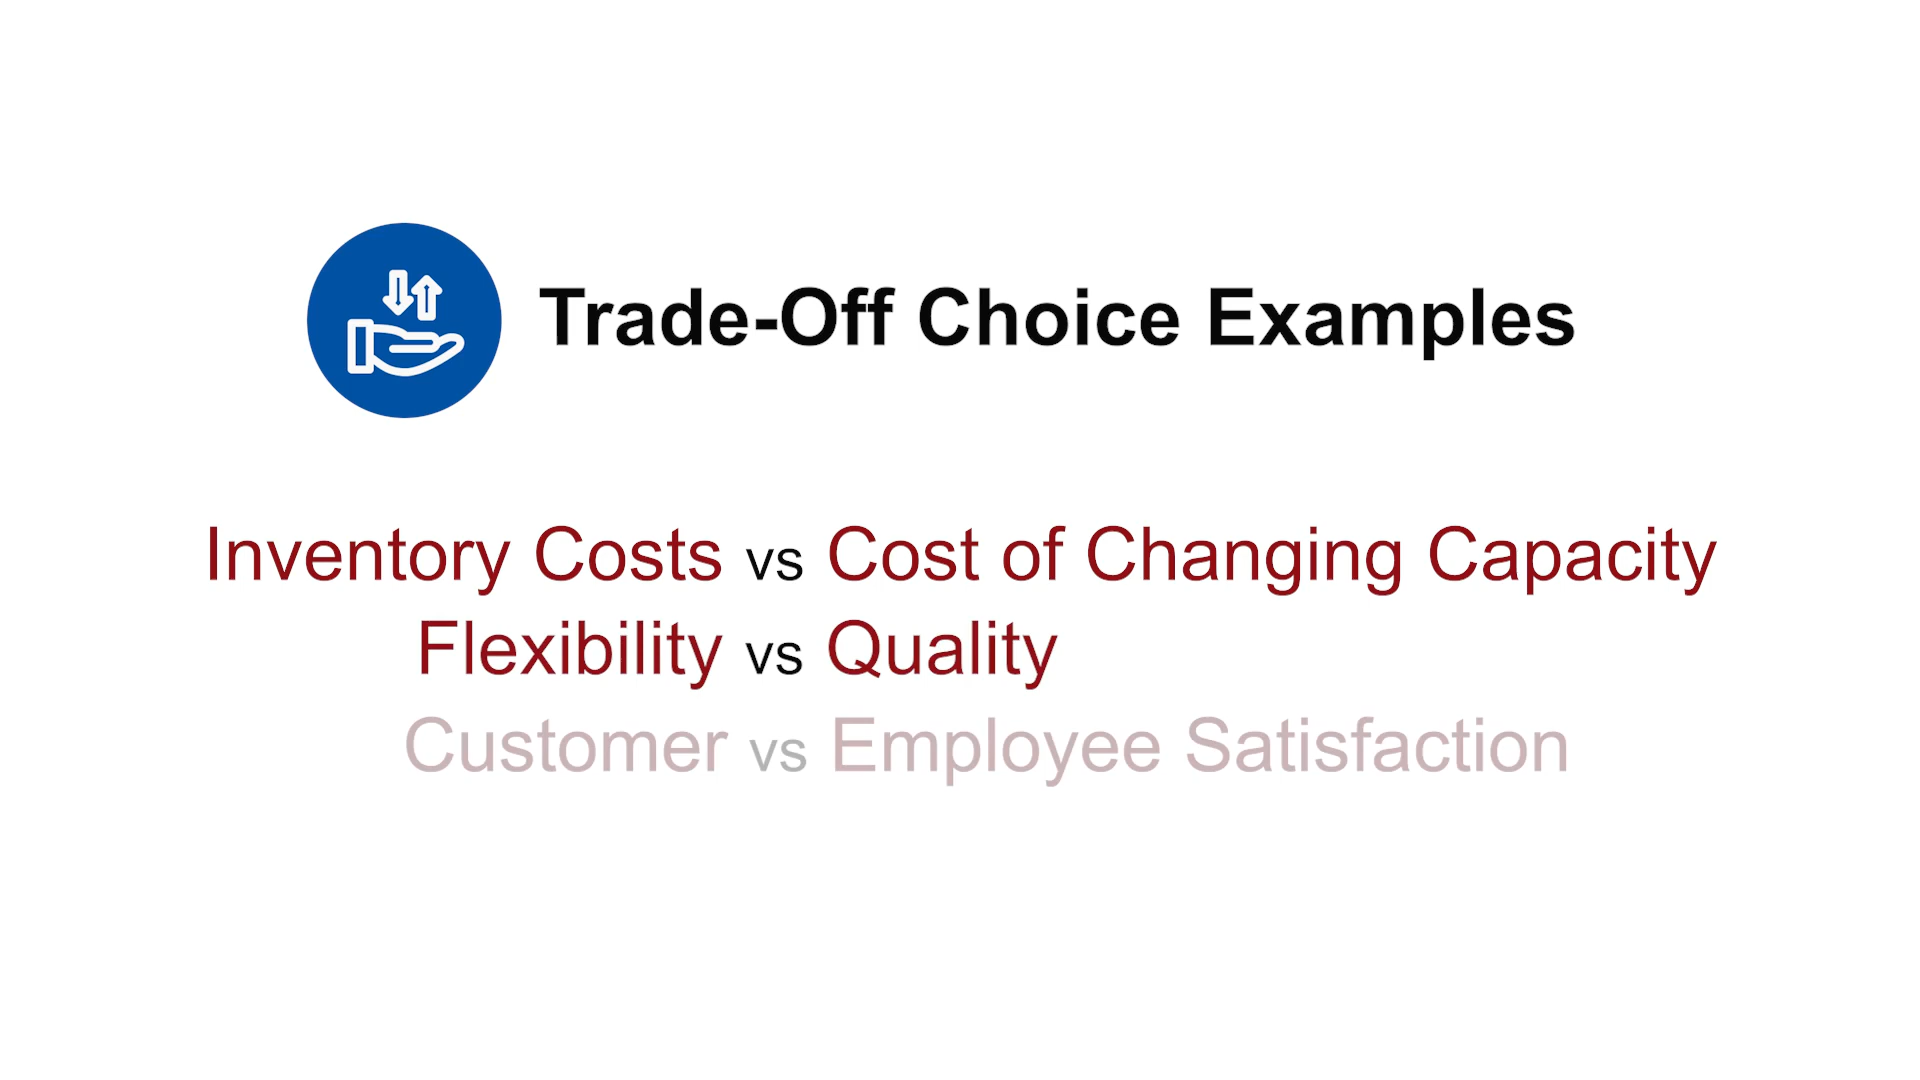 Trade-Off Choice Examples
Inventory Costs vs Cost of Changing Capacity
Flexibility vs Quality
Customer vs Employee Satisfaction